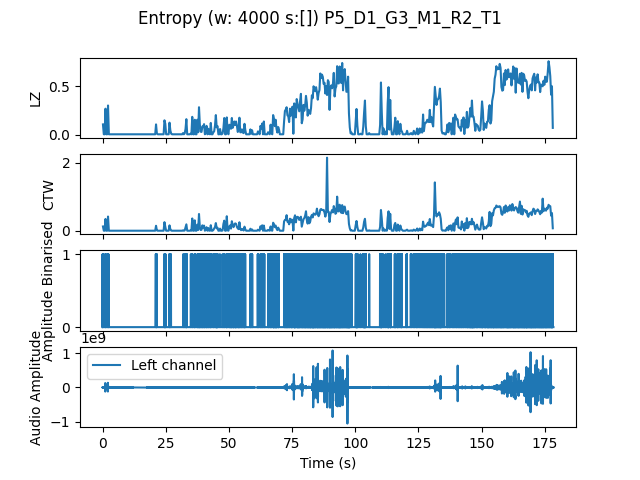 Entropy (w: 4000 s:[]) P5_D1_G3_M1_R2_T1
0.5
0.0
LZ
2
0
CTW
1
0
Amplitude Binarised
1e9
1
0
−1
Audio Amplitude
Left channel
0 25 50 75 100 125 150 175
Time (s)